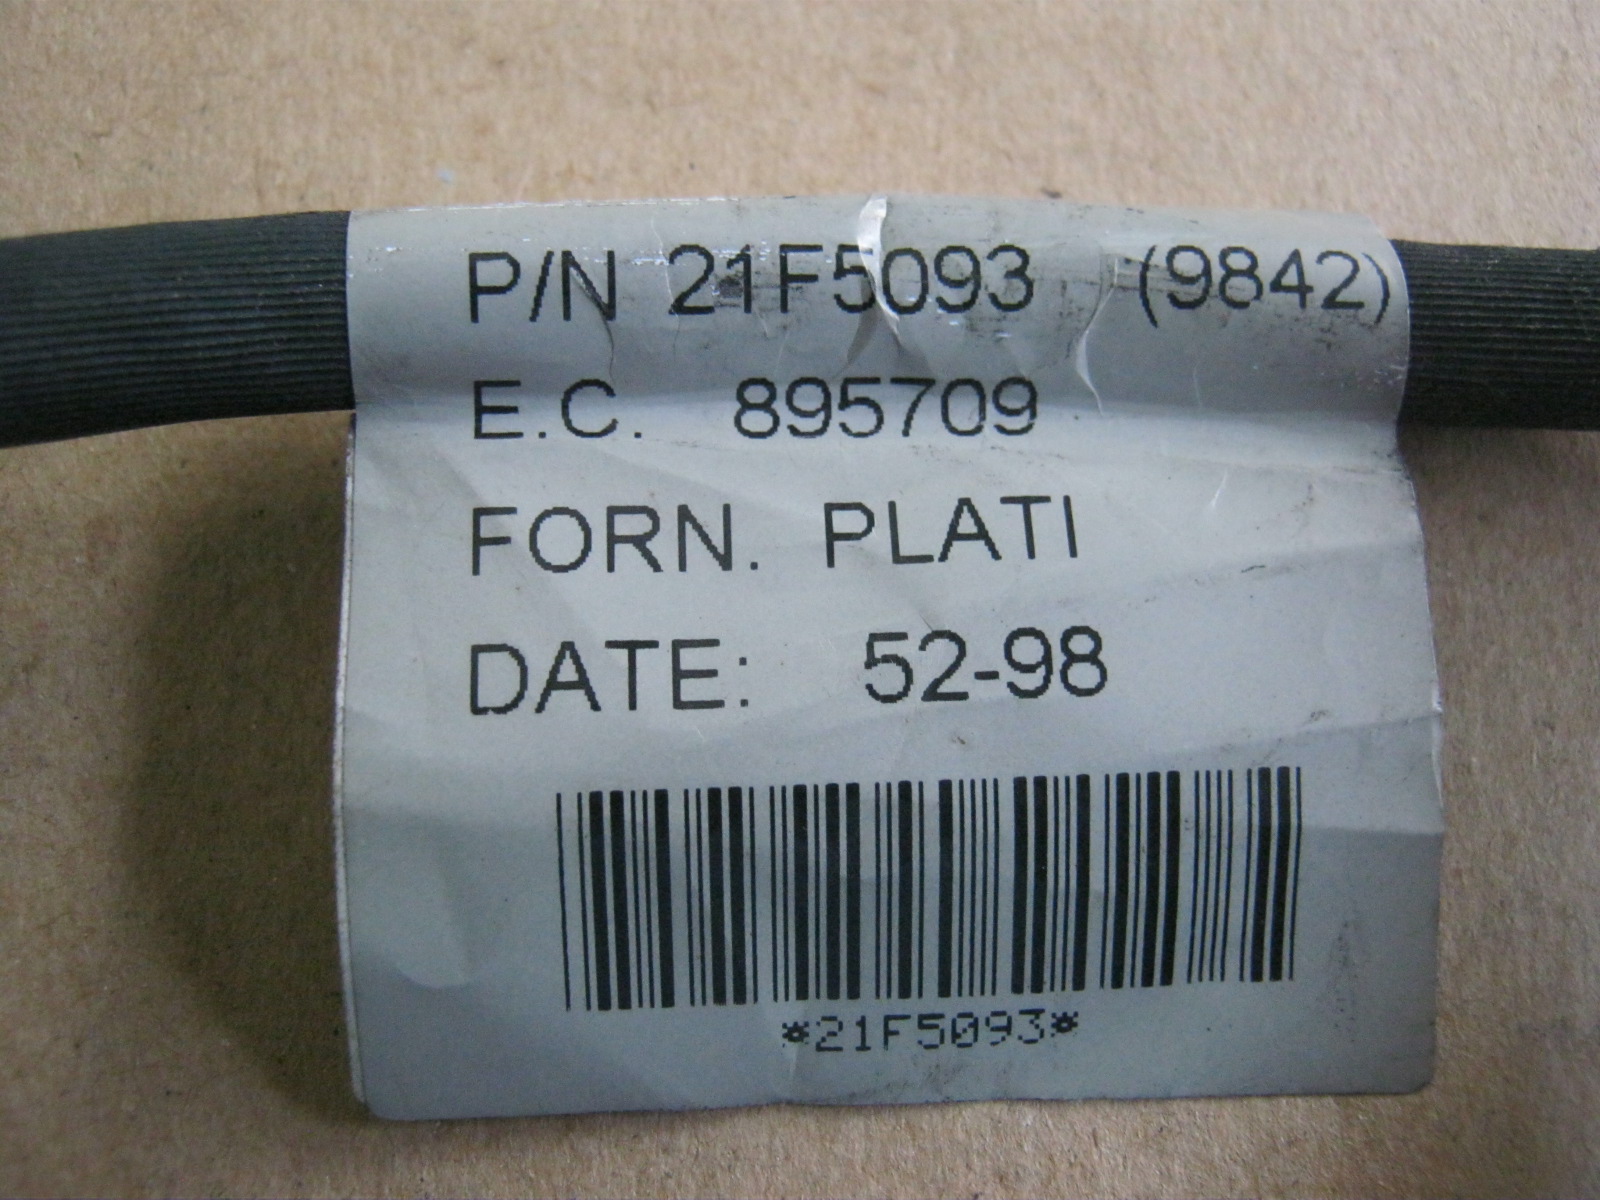 P/N 21F5093 (9842)
E.C. 895709
FORN. PLATI
DATE: 52-98
*21F5093*